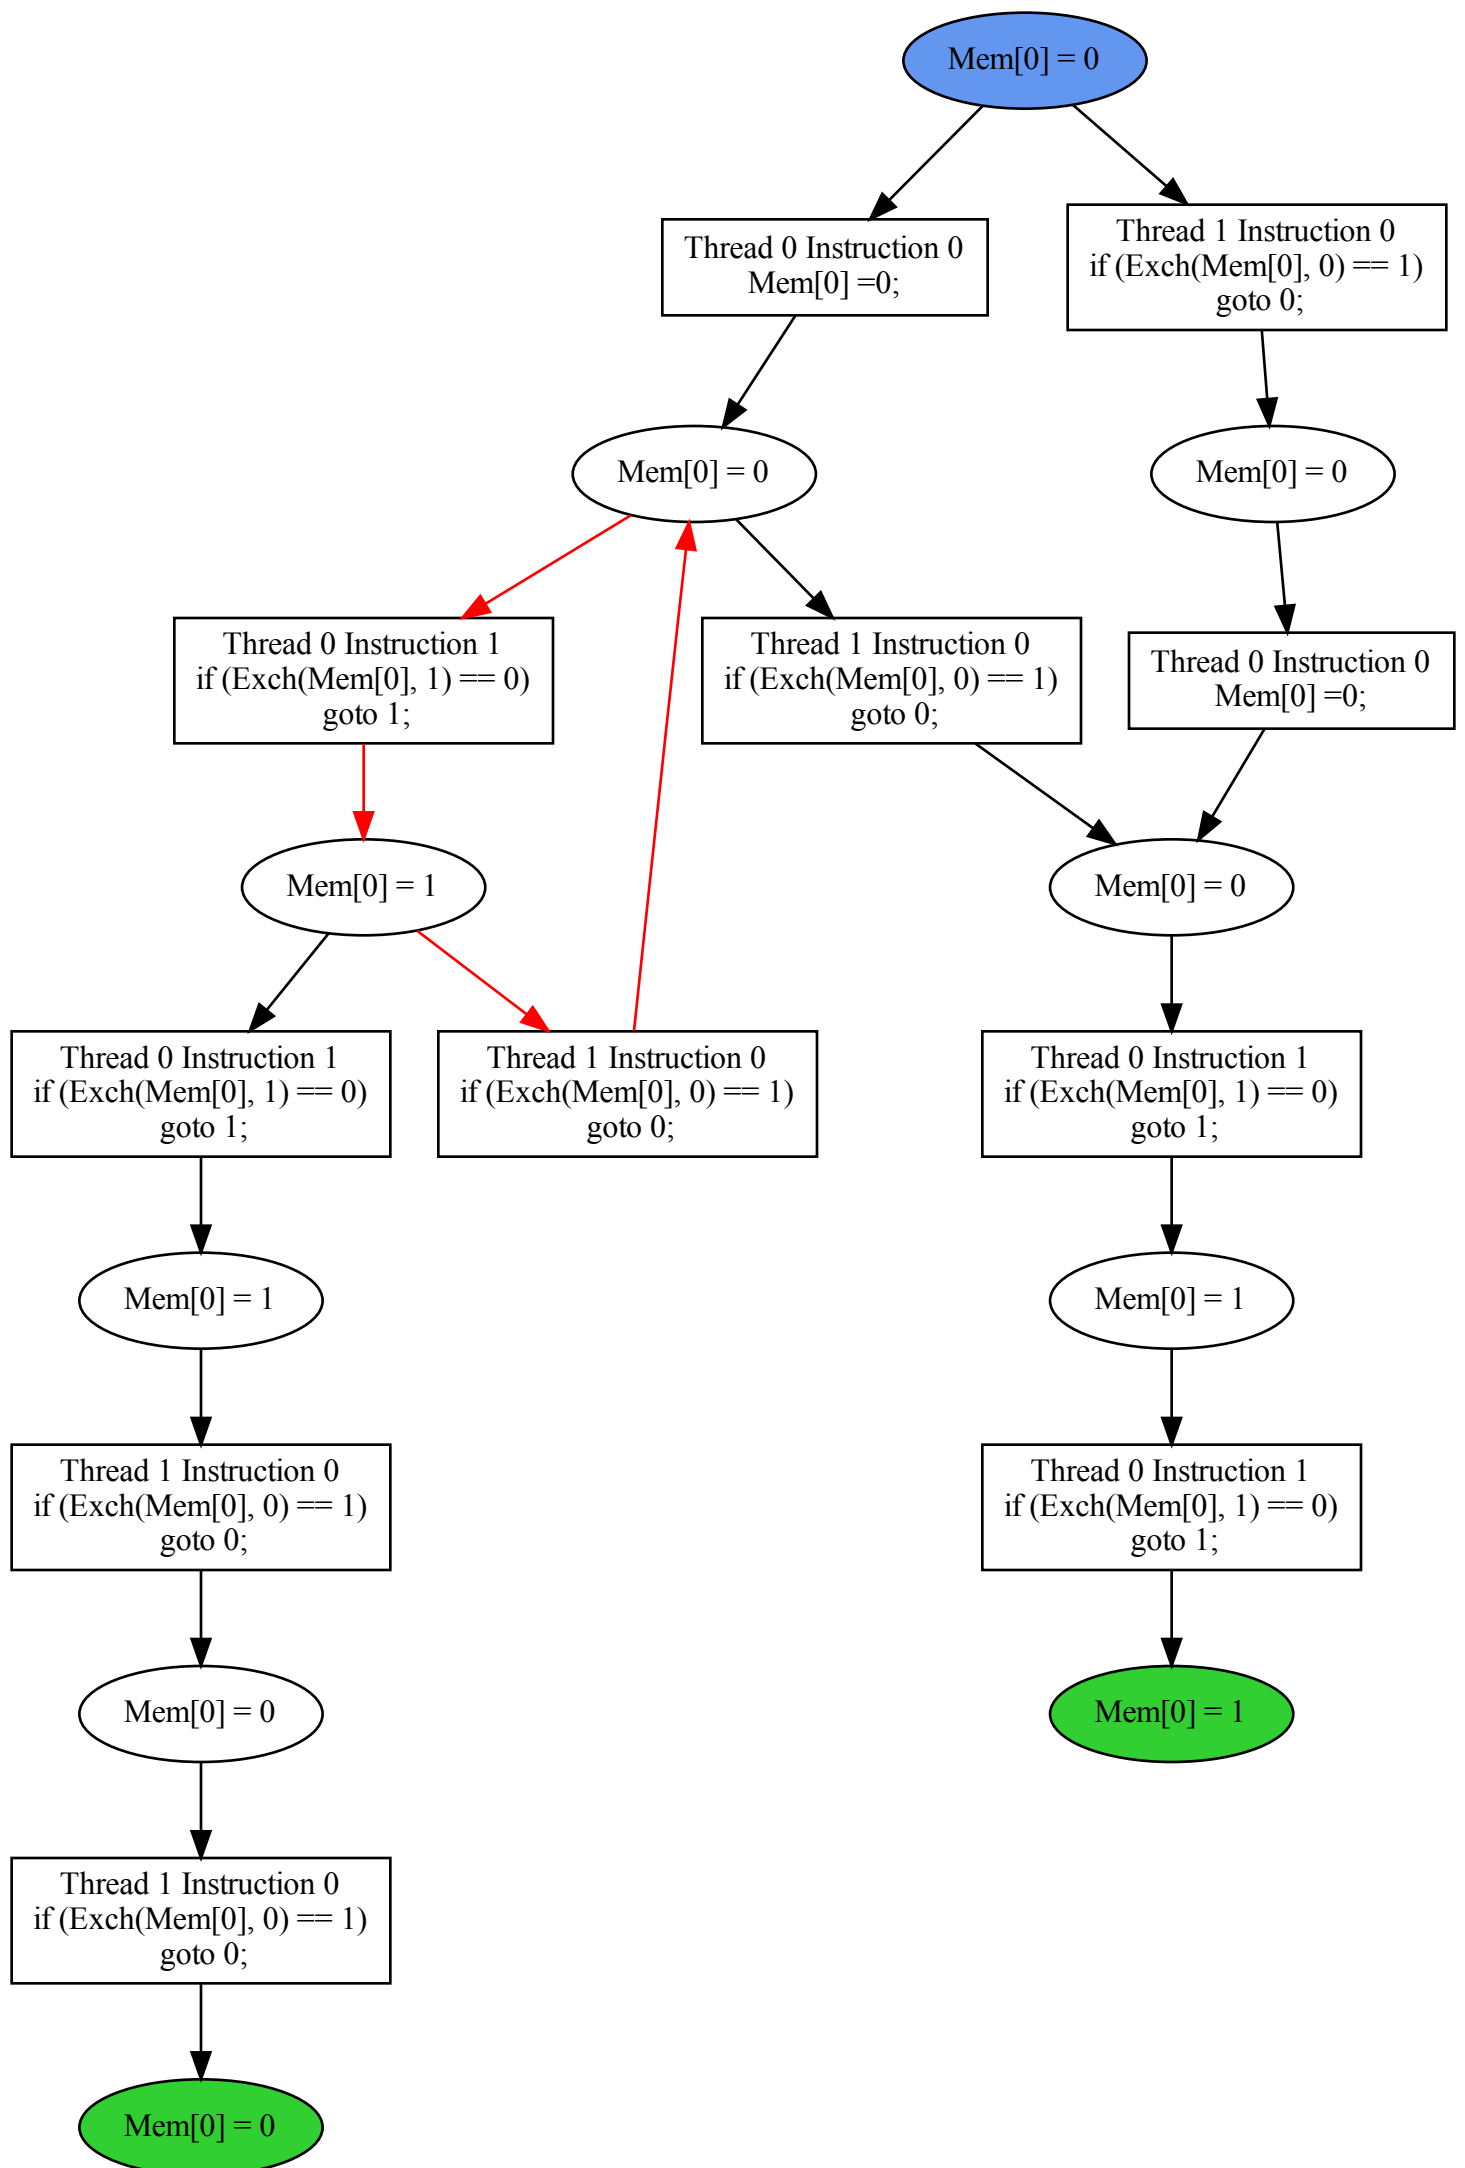 Mem[0] = 0
Thread 0 Instruction 0
Mem[0] =0;
Thread 1 Instruction 0
if (Exch(Mem[0], 0) == 1)
goto 0;
Mem[0] = 0
Mem[0] = 0
Thread 0 Instruction 1
if (Exch(Mem[0], 1) == 0)
goto 1;
Thread 1 Instruction 0
if (Exch(Mem[0], 0) == 1)
goto 0;
Thread 0 Instruction 0
Mem[0] =0;
Mem[0] = 1
Mem[0] = 0
Thread 0 Instruction 1
if (Exch(Mem[0], 1) == 0)
goto 1;
Thread 1 Instruction 0
if (Exch(Mem[0], 0) == 1)
goto 0;
Thread 0 Instruction 1
if (Exch(Mem[0], 1) == 0)
goto 1;
Mem[0] = 1
Mem[0] = 1
Thread 1 Instruction 0
if (Exch(Mem[0], 0) == 1)
goto 0;
Thread 0 Instruction 1
if (Exch(Mem[0], 1) == 0)
goto 1;
Mem[0] = 0
Mem[0] = 1
Thread 1 Instruction 0
if (Exch(Mem[0], 0) == 1)
goto 0;
Mem[0] = 0